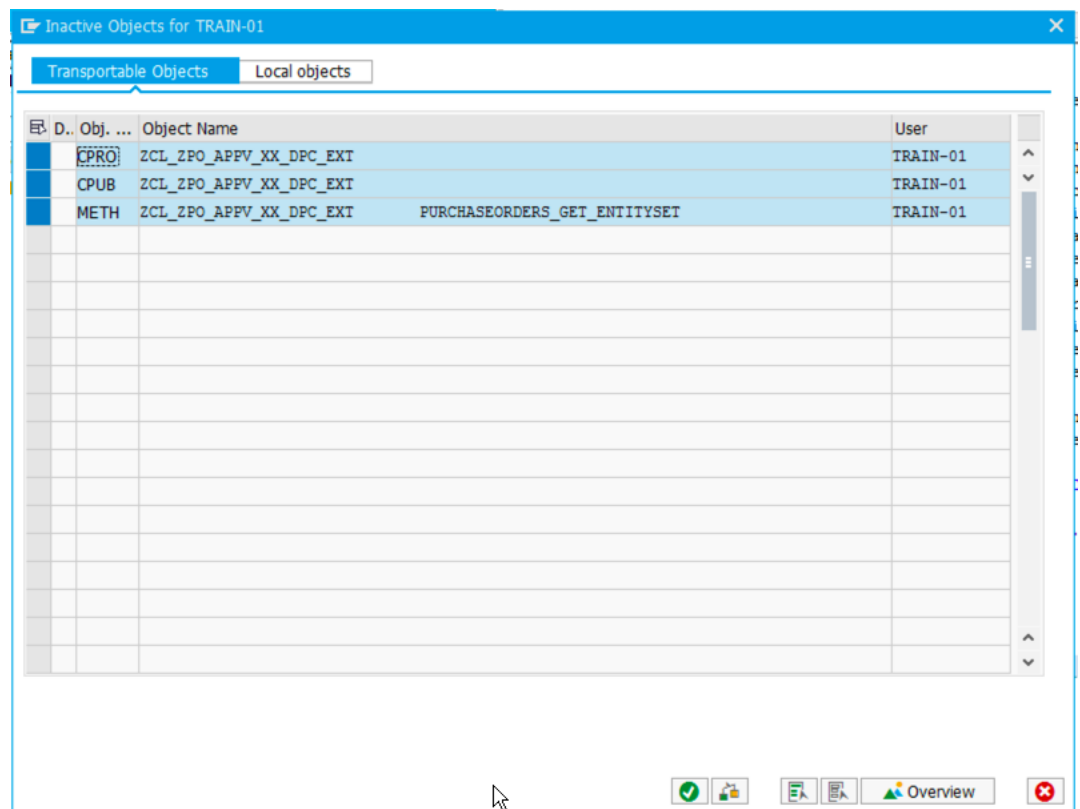 Inactive Objects for TRAIN-01
Transportable Objects Local objects
D.. Obj. ... Object Name User
CPRO ZCL_ZPO_APPV_XX_DPC_EXT TRAIN-01
CPUB ZCL_ZPO_APPV_XX_DPC_EXT TRAIN-01
METH ZCL_ZPO_APPV_XX_DPC_EXT PURCHASEORDERS_GET_ENTITYSET TRAIN-01
Overview